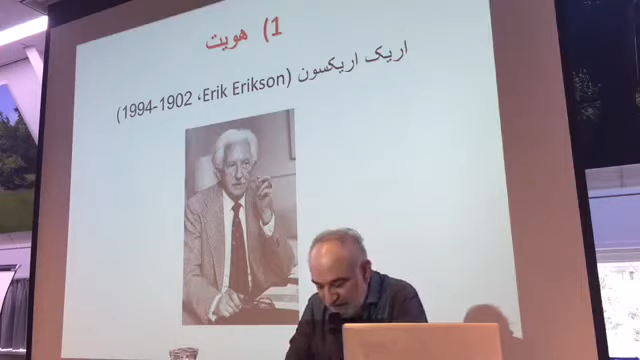 1) هویت
اریک اریکسون (Erik Erikson، 1902-1994)